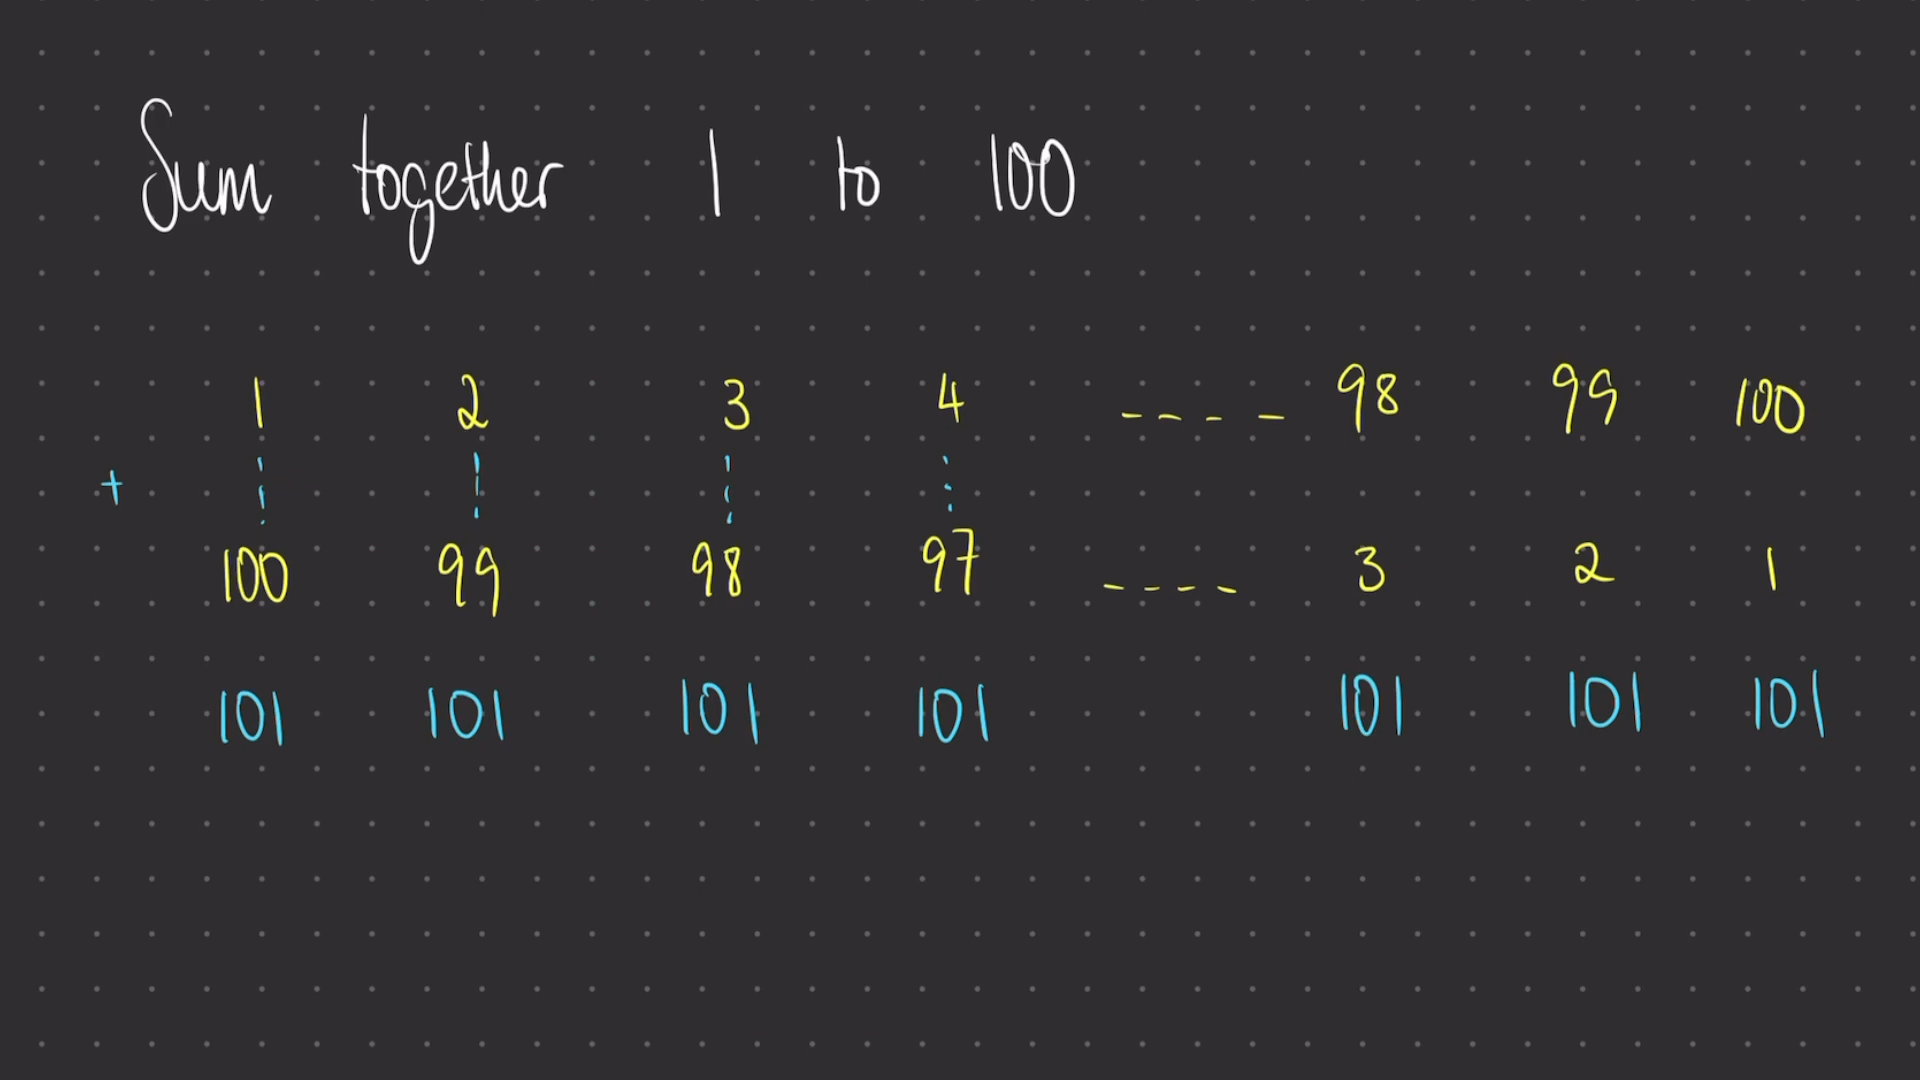 Sum together 1 to 100
1 2 3 4 ---- 98 99 100
+
100 99 98 97 ---- 3 2 1
101 101 101 101 101 101 101